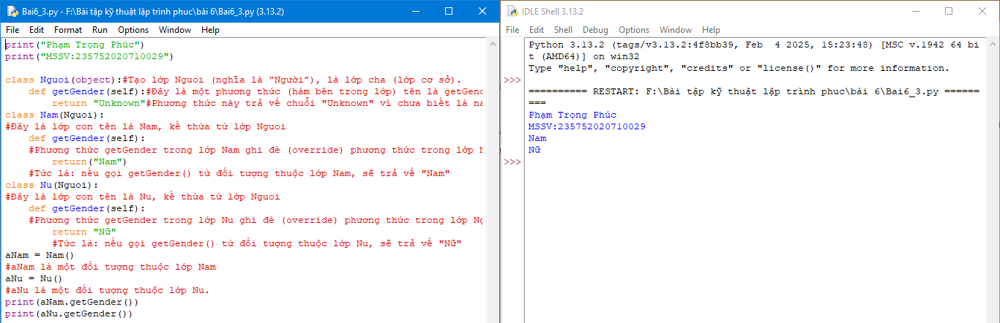 Bai6_3.py - F:\Bài tập kỹ thuật lập trình phuc\bài 6\Bai6_3.py (3.13.2)
File Edit Format Run Options Window Help
print("Phạm Trọng Phúc")
print("MSSV:235752020710029")
class Nguoi(object):#Tạo lớp Nguoi (nghĩa là “Người”), là lớp cha (lớp cơ sở).
def getGender(self):#Đây là một phương thức (hàm bên trong lớp) tên là getGend
return "Unknown"#Phương thức này trả về chuỗi "Unknown" vì chưa biết là
class Nam(Nguoi):
#Đây là lớp con tên là Nam, kế thừa từ lớp Nguoi
def getGender(self):
#Phương thức getGender trong lớp Nam ghi đè (override) phương thức trong lớp
return("Nam")
#Tức là: nếu gọi getGender() từ đối tượng thuộc lớp Nam, sẽ trả về "Nam"
class Nu(Nguoi):
#Đây là lớp con tên là Nu, kế thừa từ lớp Nguoi
def getGender(self):
#Phương thức getGender trong lớp Nu ghi đè (override) phương thức trong lớp
return "Nữ"
#Tức là: nếu gọi getGender() từ đối tượng thuộc lớp Nu, sẽ trả về "Nữ"
aNam = Nam()
#aNam là một đối tượng thuộc lớp Nam
aNu = Nu()
#aNu là một đối tượng thuộc lớp Nu.
print(aNam.getGender())
print(aNu.getGender())
IDLE Shell 3.13.2
File Edit Shell Debug Options Window Help
Python 3.13.2 (tags/v3.13.2:4f8bb39, Feb  4 2025, 15:23:48) [MSC v.1942 64 bi
t (AMD64)] on win32
Type "help", "copyright", "credits" or "license()" for more information.
>>>
========== RESTART: F:\Bài tập kỹ thuật lập trình phuc\bài 6\Bai6_3.py ======
===
Phạm Trọng Phúc
MSSV:235752020710029
Nam
Nữ
>>>